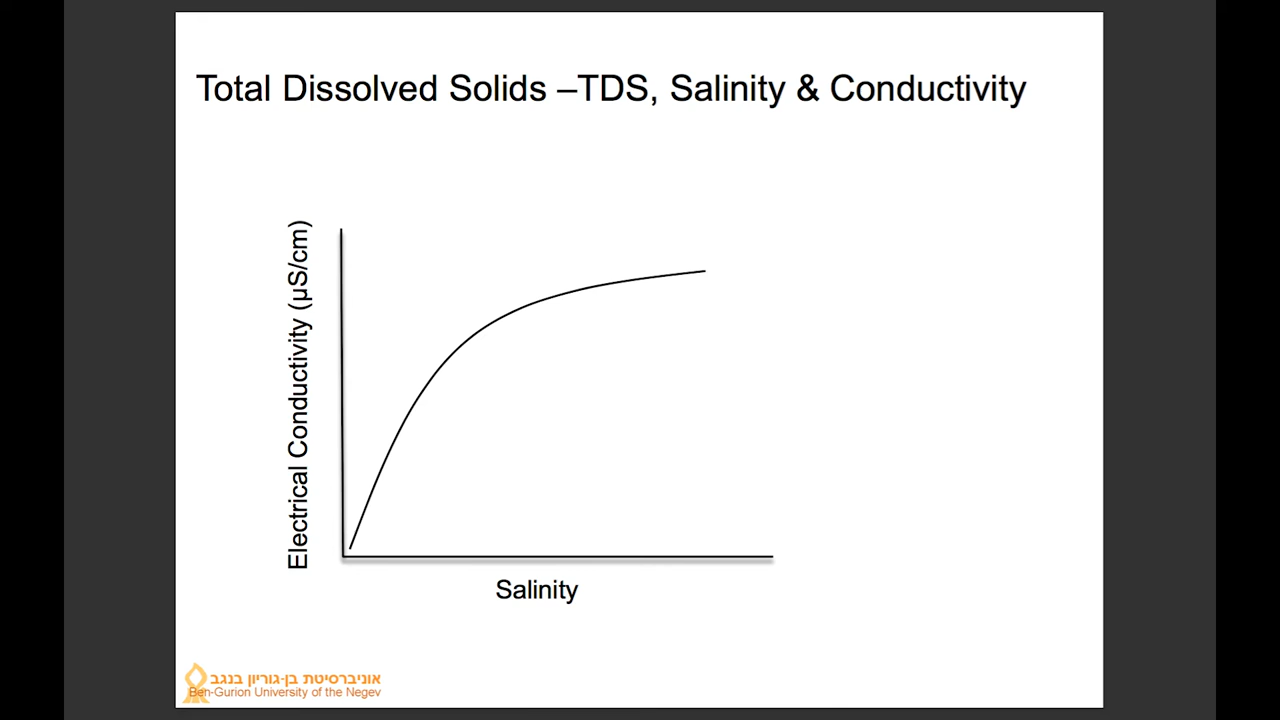 Total Dissolved Solids –TDS, Salinity & Conductivity
Electrical Conductivity (µS/cm)
Salinity
אוניברסיטת בן-גוריון בנגב
Ben-Gurion University of the Negev